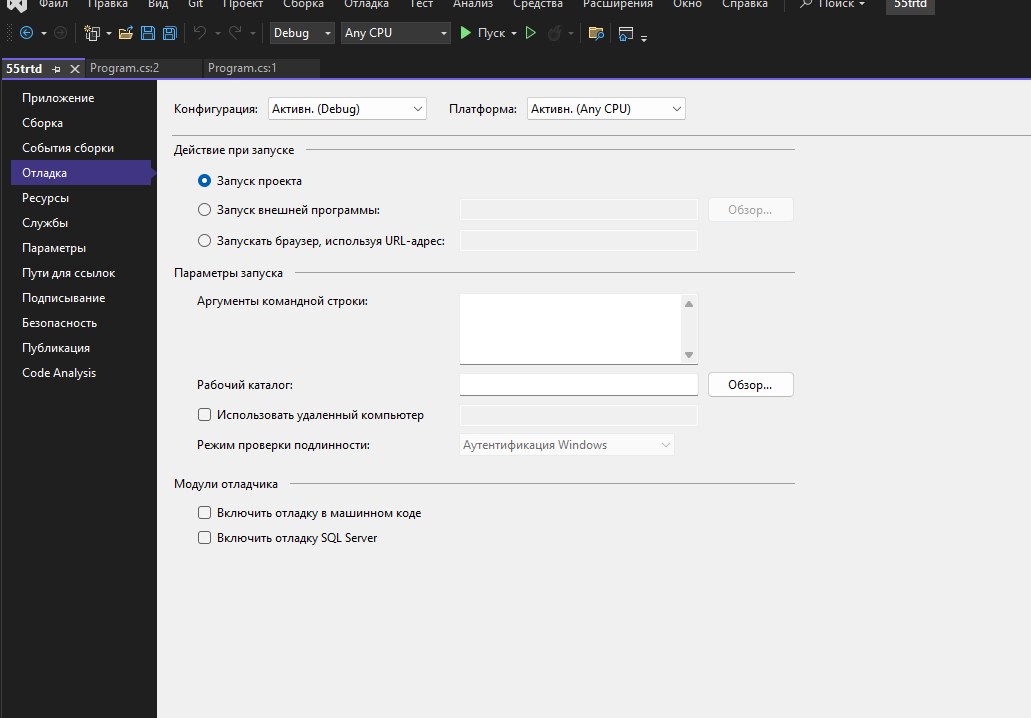 Файл Правка Вид Git Проект Сборка Отладка Тест Анализ Средства Расширения Окно Справка Поиск 55trtd
Debug Any CPU Пуск
55trtd Program.cs:2 Program.cs:1
Приложение
Сборка
События сборки
Отладка
Ресурсы
Службы
Параметры
Пути для ссылок
Подписывание
Безопасность
Публикация
Code Analysis
Конфигурация: Активн. (Debug) Платформа: Активн. (Any CPU)
Действие при запуске
Запуск проекта
Запуск внешней программы: Обзор...
Запускать браузер, используя URL-адрес:
Параметры запуска
Аргументы командной строки:
Рабочий каталог: Обзор...
Использовать удаленный компьютер
Режим проверки подлинности: Аутентификация Windows
Модули отладчика
Включить отладку в машинном коде
Включить отладку SQL Server